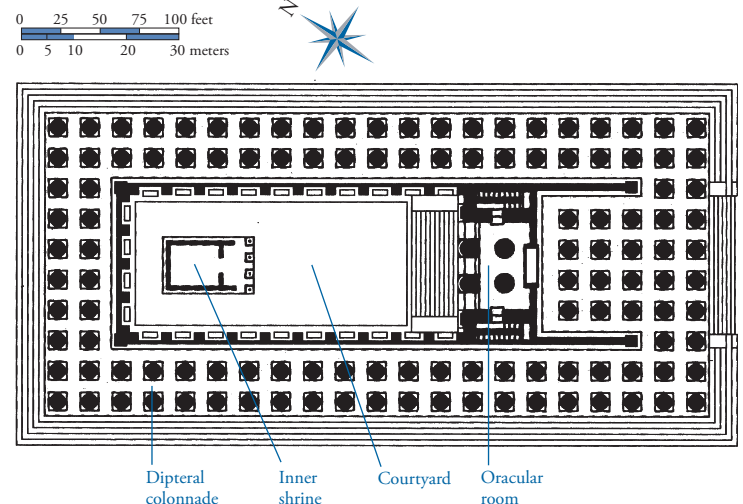 N
0 25 50 75 100 feet
0 5 10 20 30 meters
Dipteral
colonnade
Inner
shrine
Courtyard
Oracular
room